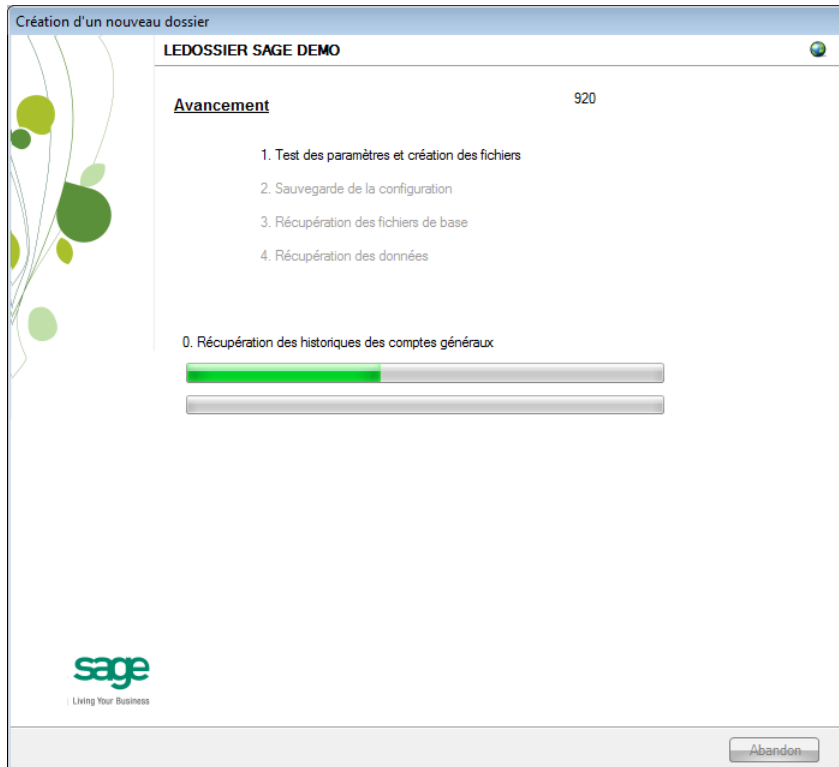 Création d'un nouveau dossier
LEDOSSIER SAGE DEMO
Avancement
920
1. Test des paramètres et création des fichiers
2. Sauvegarde de la configuration
3. Récupération des fichiers de base
4. Récupération des données
0. Récupération des historiques des comptes généraux
sage
Living Your Business
Abandon